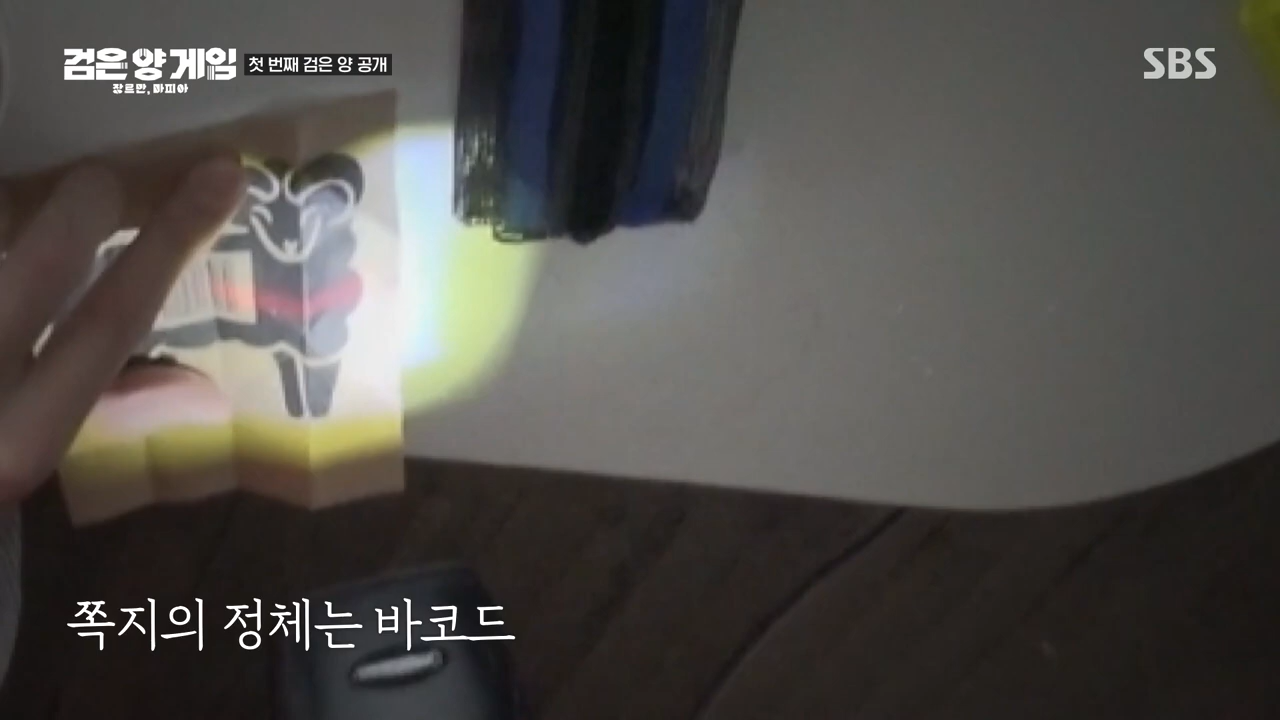 검은 양 게임
장르만, 마피아
첫 번째 검은 양 공개
SBS
쪽지의 정체는 바코드